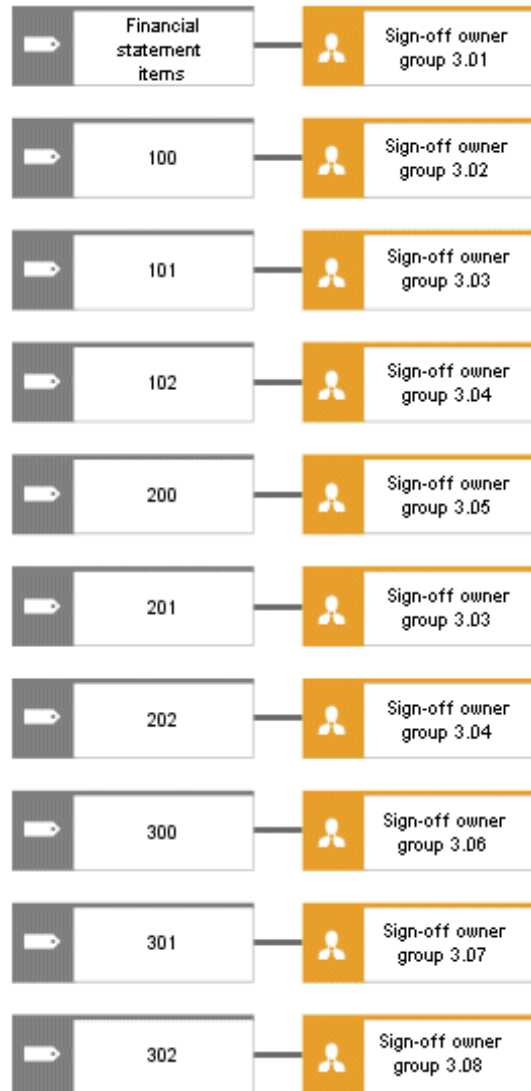 Financial
statement
items
Sign-off owner
group 3.01
100
Sign-off owner
group 3.02
101
Sign-off owner
group 3.03
102
Sign-off owner
group 3.04
200
Sign-off owner
group 3.05
201
Sign-off owner
group 3.03
202
Sign-off owner
group 3.04
300
Sign-off owner
group 3.06
301
Sign-off owner
group 3.07
302
Sign-off owner
group 3.08